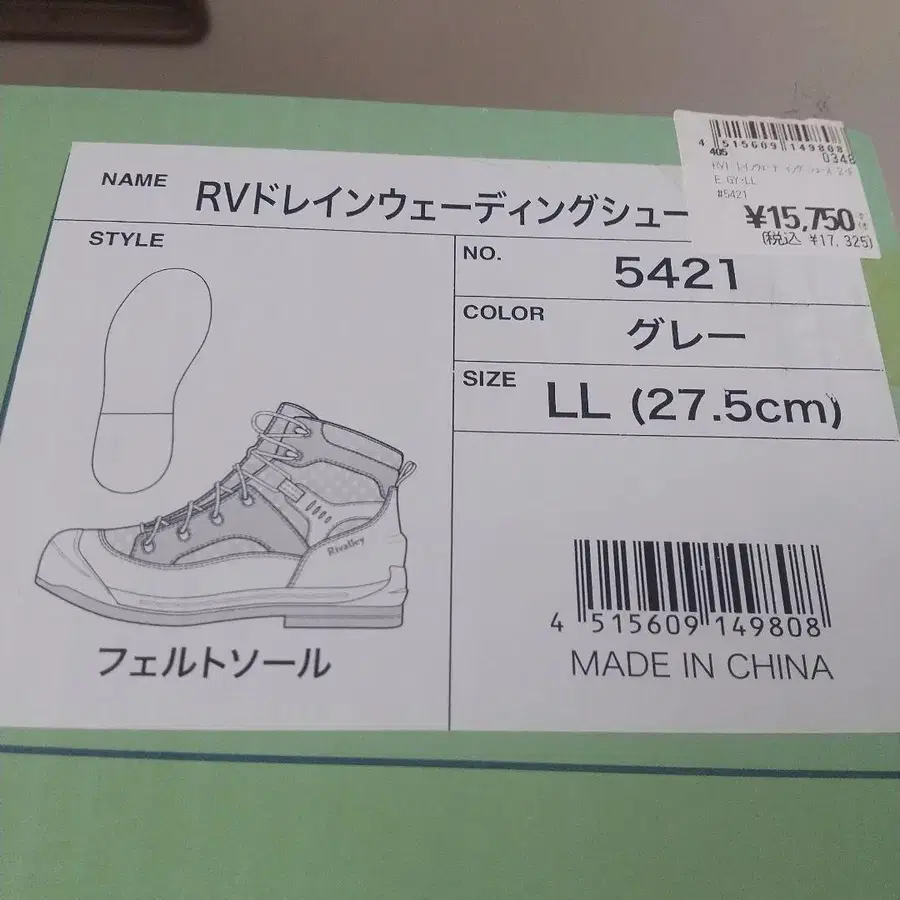 4 515609 149808
405
0348
E GY:LL
#5421
¥15,750
(税込 ¥17,325)
NAME RVドレインウェーディングシュー
STYLE
NO. 5421
COLOR グレー
SIZE LL (27.5cm)
Rivalley
フェルトソール
4 515609 149808
MADE IN CHINA